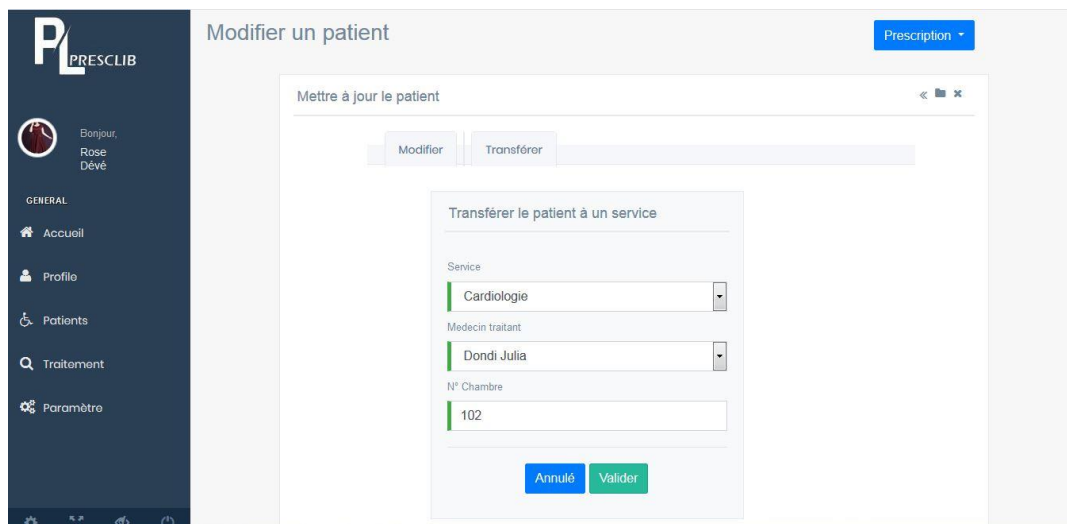 PL
PRESCLIB
Modifier un patient
Prescription
Mettre à jour le patient
Bonjour,
Rose
Dévé
Modifier
Transférer
GENERAL
Accueil
Profile
Patients
Traitement
Paramètre
Transférer le patient à un service
Service
Cardiologie
Medecin traitant
Dondi Julia
N° Chambre
102
Annulé
Valider